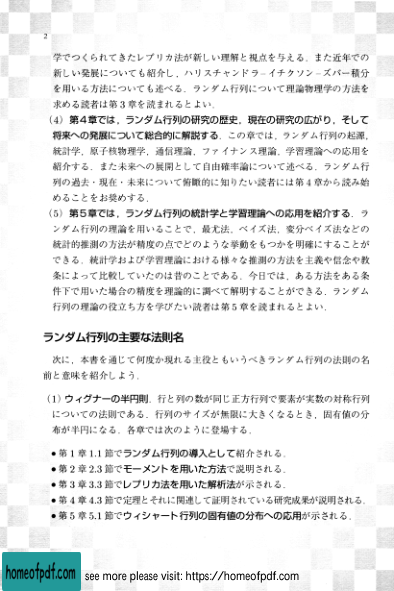 2
学でつくられてきたレプリカ法が新しい理解と視点を与える．また近年での
新しい発展についても紹介し，ハリスチャンドラ–イチクソン–ズバー積分
を用いる方法についても述べる．ランダム行列について理論物理学の方法を
求める読者は第3章を読まれるとよい．
（4）第4章では，ランダム行列の研究の歴史，現在の研究の広がり，そして
将来への発展について総合的に解説する．この章では，ランダム行列の起源，
統計学，原子核物理学，通信理論，ファイナンス理論，学習理論への応用を
紹介する．また未来への展開として自由確率論について述べる．ランダム行
列の過去・現在・未来について俯瞰的に知りたい読者には第4章から読み始
めることをお奨めする．
（5）第5章では，ランダム行列の統計学と学習理論への応用を紹介する．ラ
ンダム行列の理論を用いることで，最尤法，ベイズ法，変分ベイズ法などの
統計的推測の方法が精度の点でどのような挙動をもつかを明確にすることが
できる．統計学および学習理論における様々な推測の方法を主義や信念や教
条によって比較していたのは昔のことである．今日では，ある方法をある条
件下で用いた場合の精度を理論的に調べて解明することができる．ランダム
行列の理論の役立ち方を学びたい読者は第5章を読まれるとよい．
ランダム行列の主要な法則名
次に，本書を通じて何度か現れる主役ともいうべきランダム行列の法則の名
前と意味を紹介しよう．
（1）ウィグナーの半円則．行と列の数が同じ正方行列で要素が実数の対称行列
についての法則である．行列のサイズが無限に大きくなるとき，固有値の分
布が半円になる．各章では次のように登場する．
●第1章1.1節でランダム行列の導入として紹介される．
●第2章2.3節でモーメントを用いた方法で説明される．
●第3章3.3節でレプリカ法を用いた解析法が示される．
●第4章4.3節で定理とそれに関連して証明されている研究成果が説明される．
●第5章5.1節でウィシャート行列の固有値の分布への応用が示される．
homeofpdf.com see more please visit: https://homeofpdf.com